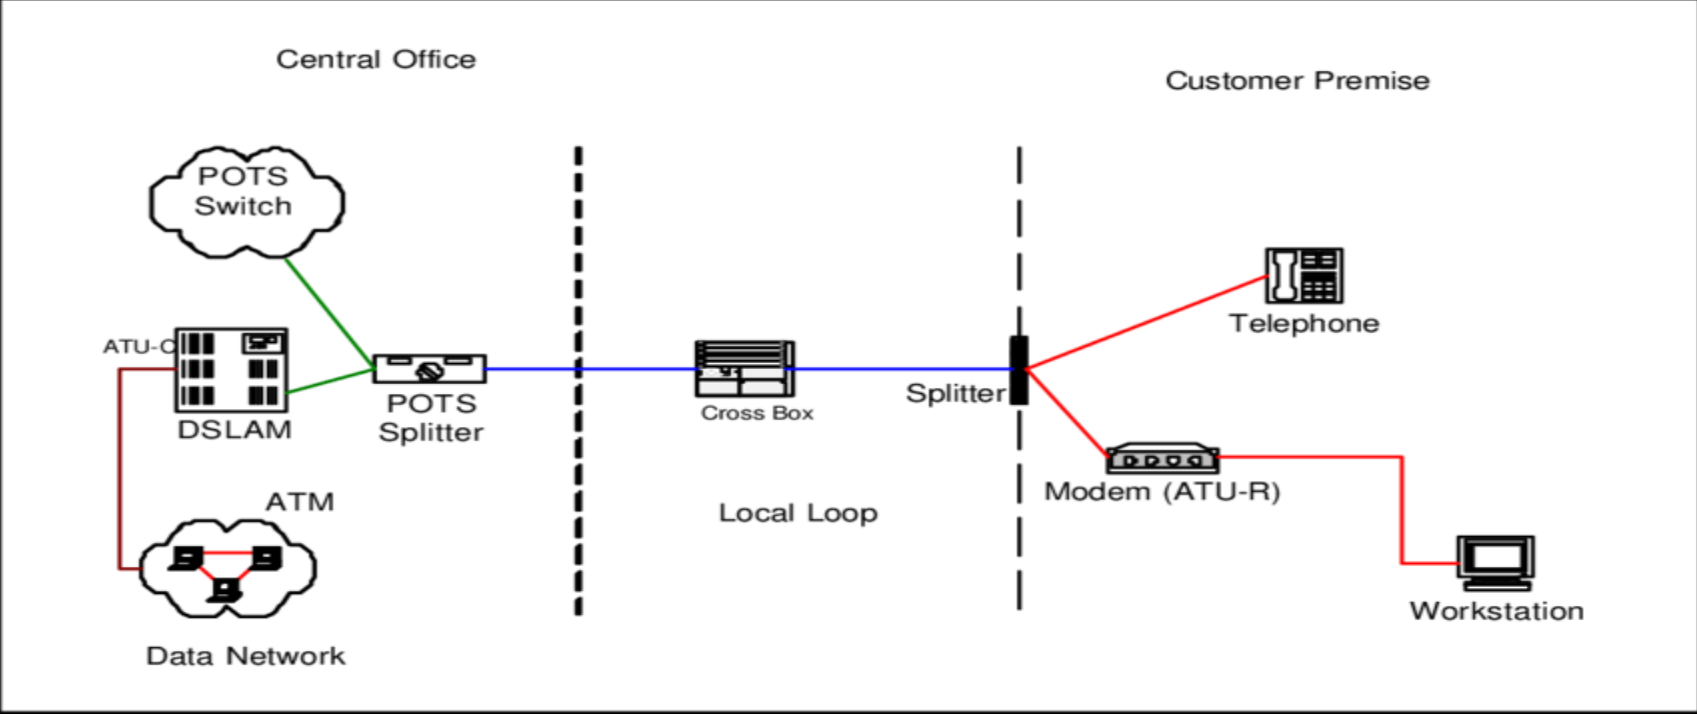 Central Office
Customer Premise
POTS
Switch
ATU-C
DSLAM
POTS
Splitter
Cross Box
Splitter
Telephone
Modem (ATU-R)
Local Loop
ATM
Data Network
Workstation